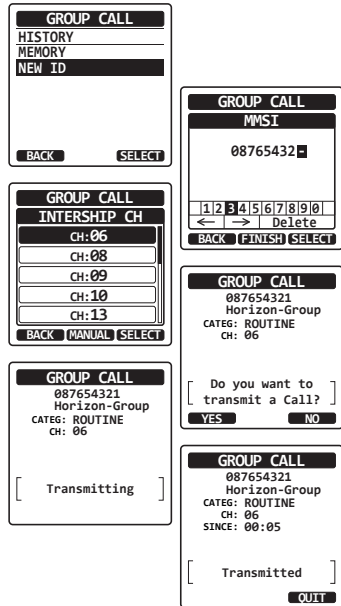 GROUP CALL
HISTORY
MEMORY
NEW ID
BACK SELECT
GROUP CALL
MMSI
08765432-
1 2 3 4 5 6 7 8 9 0
← → Delete
BACK FINISH SELECT
GROUP CALL
INTERSHIP CH
CH:06
CH:08
CH:09
CH:10
CH:13
BACK MANUAL SELECT
GROUP CALL
087654321
Horizon-Group
CATEG: ROUTINE
CH: 06
Do you want to
transmit a Call?
YES NO
GROUP CALL
087654321
Horizon-Group
CATEG: ROUTINE
CH: 06
Transmitting
GROUP CALL
087654321
Horizon-Group
CATEG: ROUTINE
CH: 06
SINCE: 00:05
Transmitted
QUIT